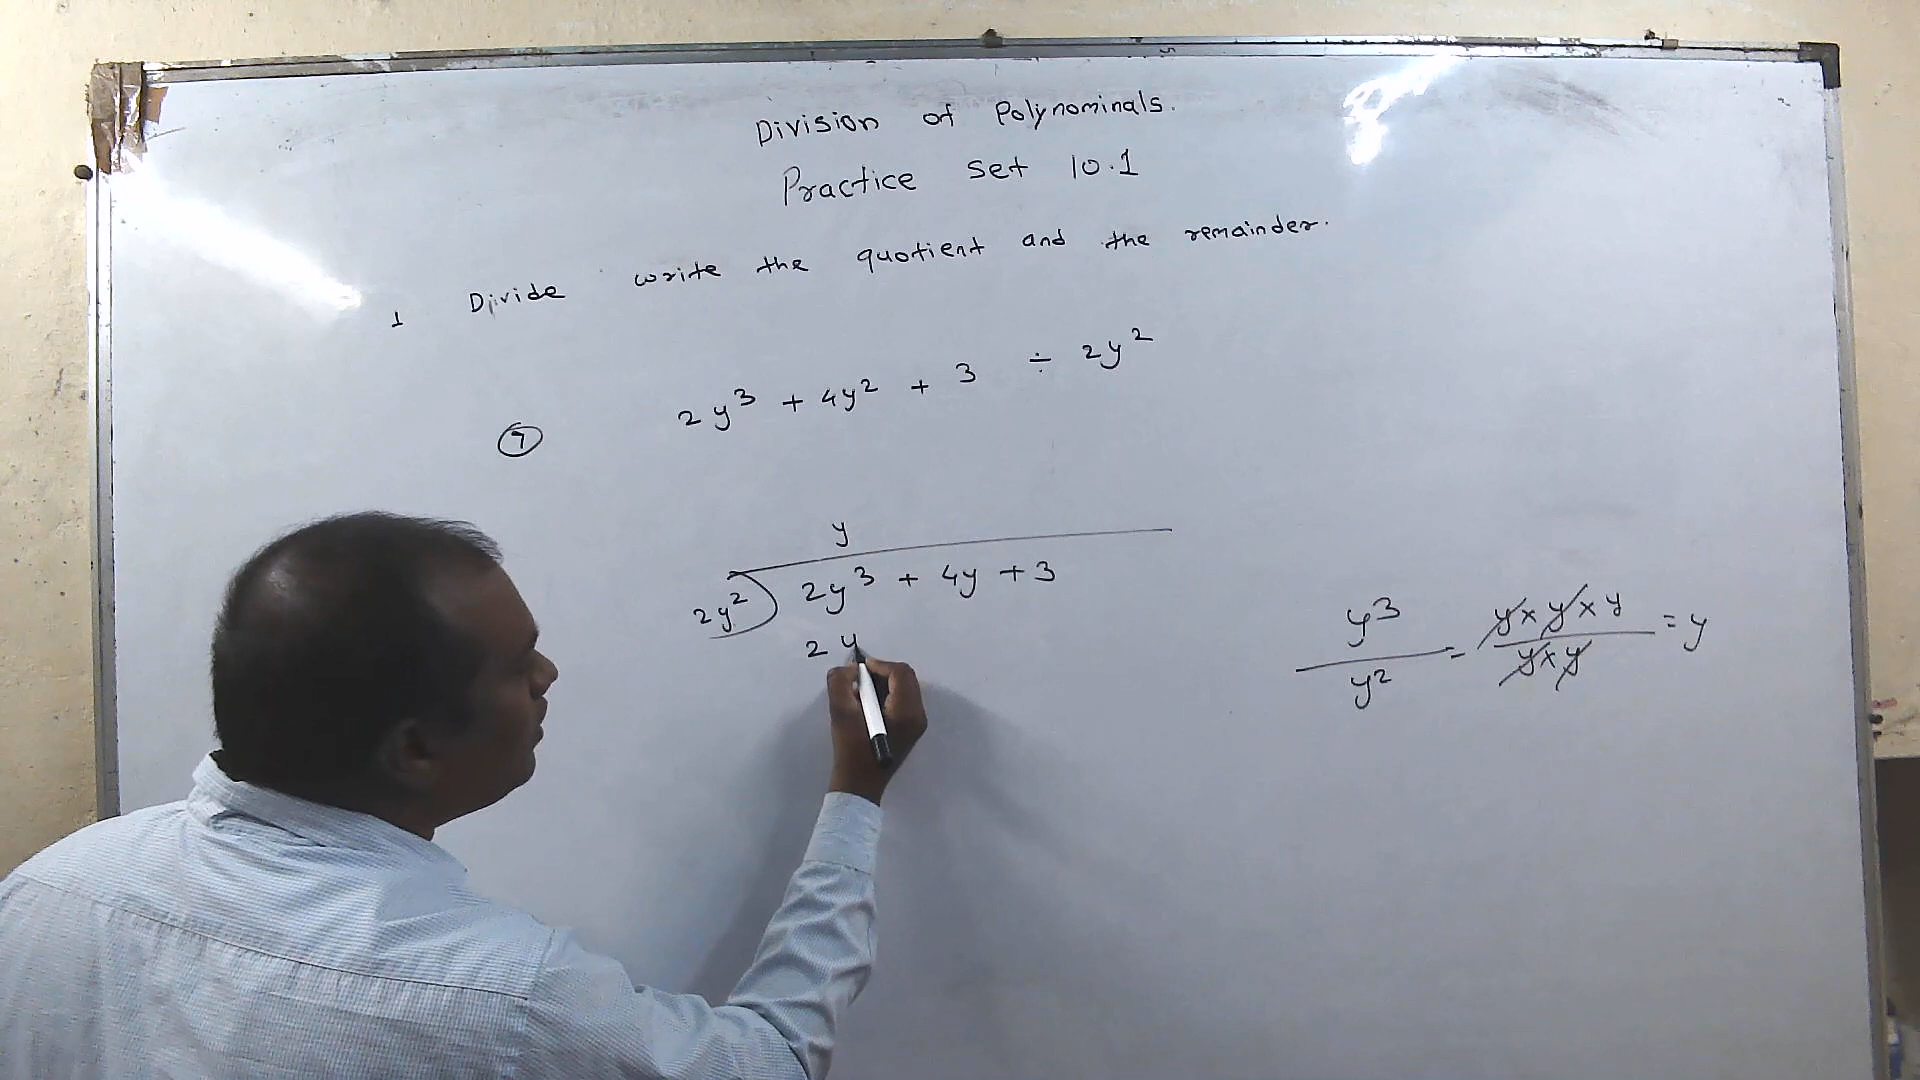 Division of Polynominals.
Practice Set 10.1
1 Divide write the quotient and the remainder.
7 2y³ + 4y² + 3 ÷ 2y²
y
2y² ) 2y³ + 4y + 3
2y
y³ / y² = y×y×y / y×y = y